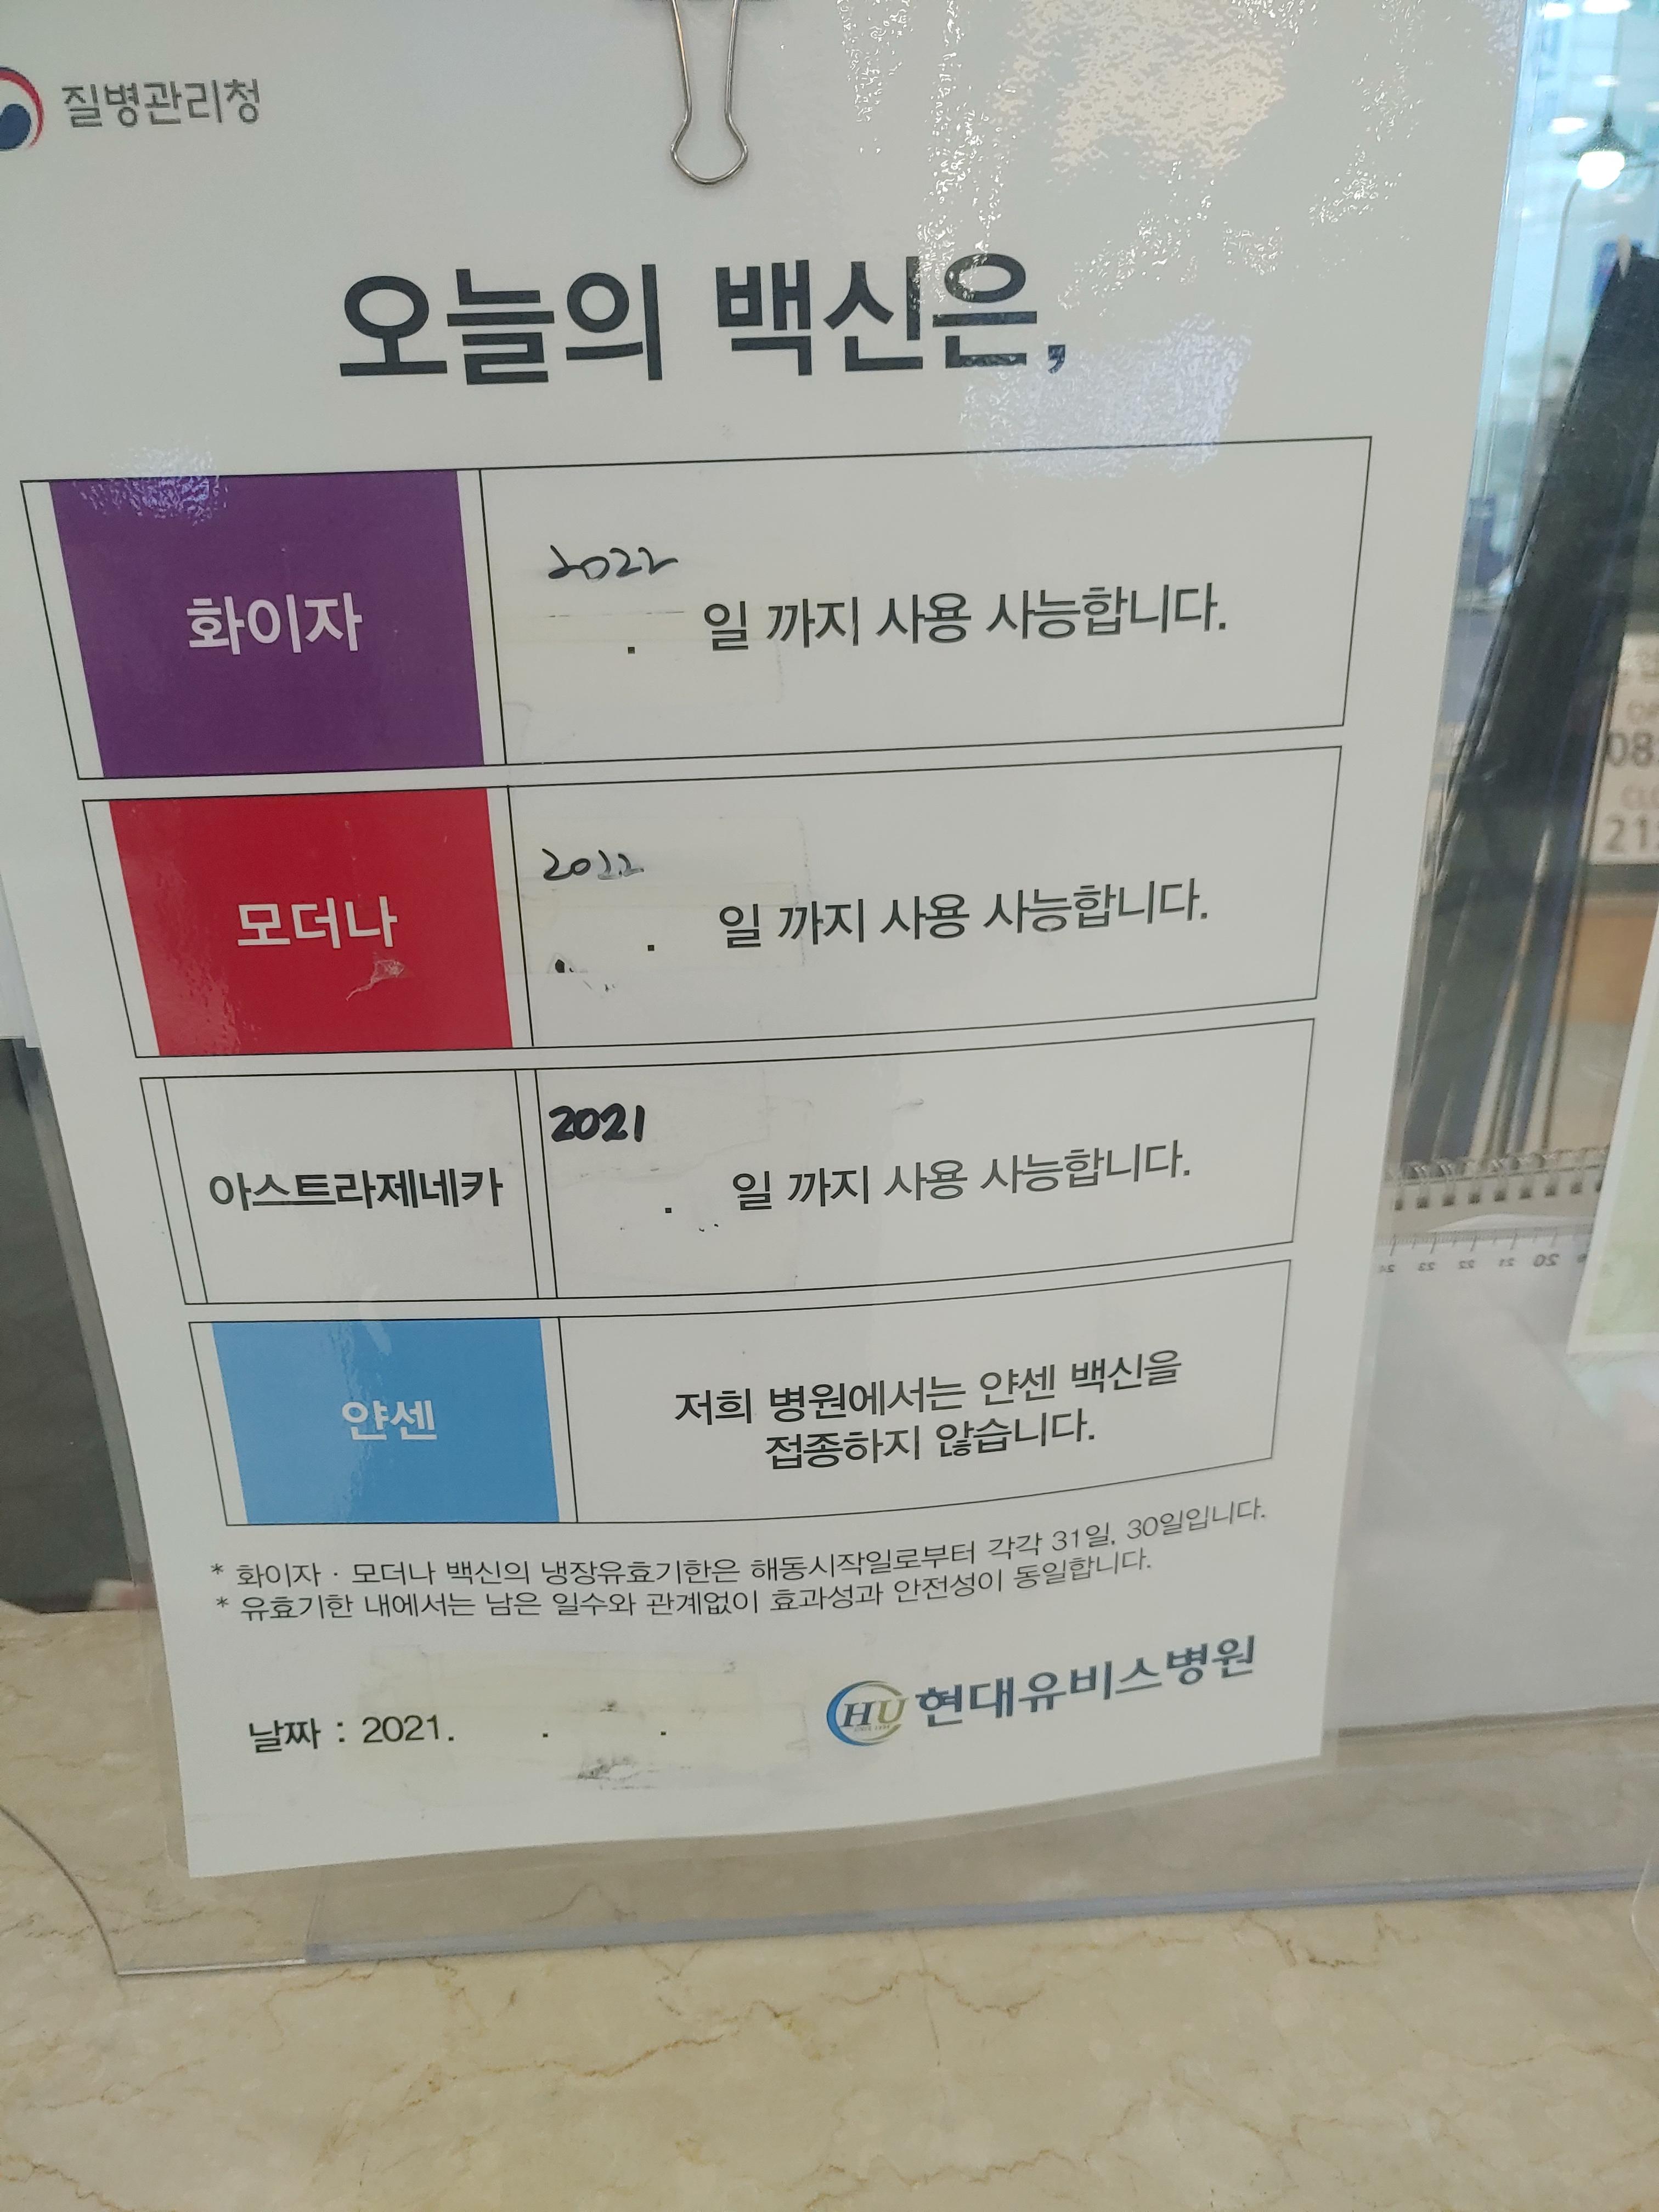 질병관리청
오늘의 백신은,
화이자
2022
. 일 까지 사용 사능합니다.
모더나
2022
. 일 까지 사용 사능합니다.
아스트라제네카
2021
. 일 까지 사용 사능합니다.
얀센
저희 병원에서는 얀센 백신을
접종하지 않습니다.
* 화이자 · 모더나 백신의 냉장유효기한은 해동시작일로부터 각각 31일, 30일입니다.
* 유효기한 내에서는 남은 일수와 관계없이 효과성과 안전성이 동일합니다.
날짜 : 2021. . .
HU 현대유비스병원
24 23 22 21 20